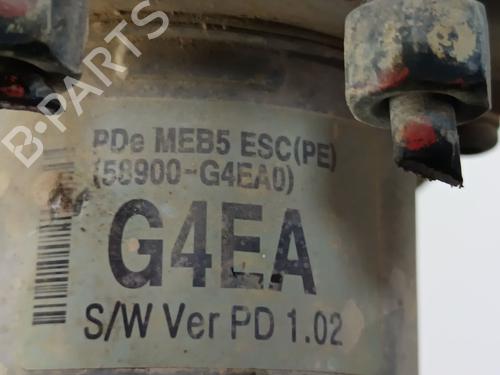 B-PARTS
PDe MEB5 ESC(PE)
(58900-G4EA0)
G4EA
S/W Ver PD 1.02